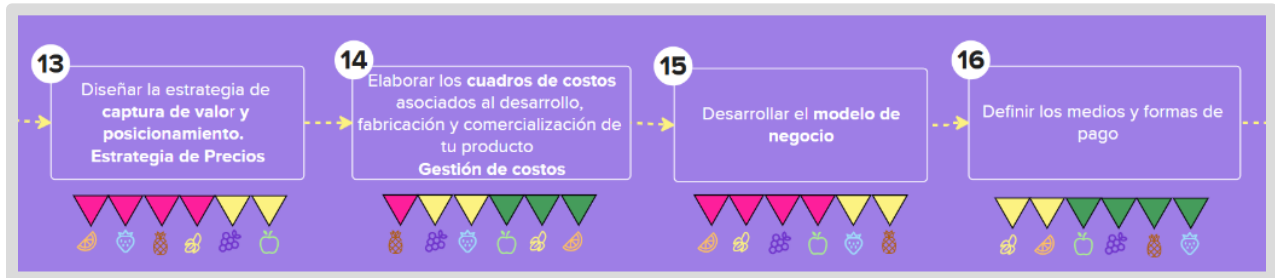 13
Diseñar la estrategia de
captura de valor y
posicionamiento.
Estrategia de Precios
14
Elaborar los cuadros de costos
asociados al desarrollo,
fabricación y comercialización de
tu producto
Gestión de costos
15
Desarrollar el modelo de
negocio
16
Definir los medios y formas de
pago